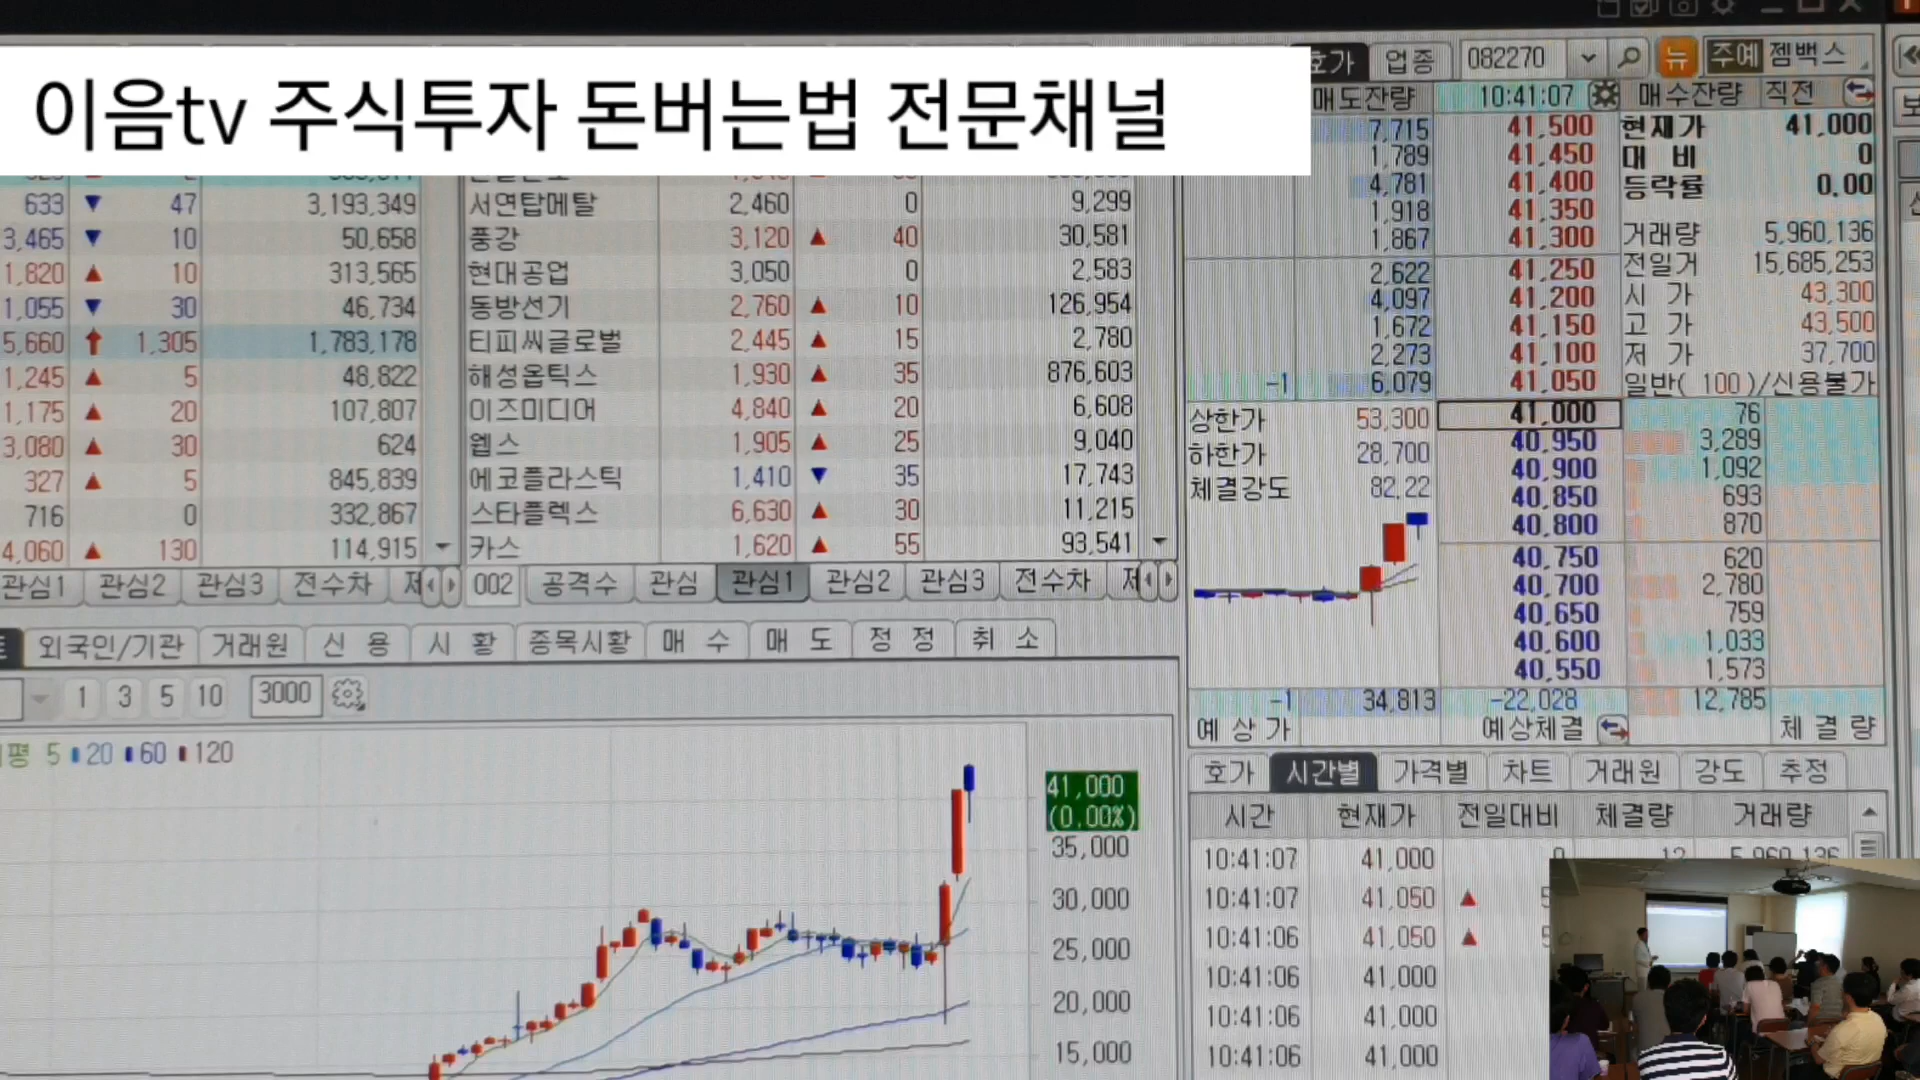 이음tv 주식투자 돈버는법 전문채널
호가 업종 082270 뉴 주예 젬백스
매도잔량 10:41:07 매수잔량 직전
7,715 41,500 현재가 41,000
1,789 41,450 대 비 0
4,781 41,400 등락률 0.00
1,918 41,350
1,867 41,300 거래량 5,960,136
2,622 41,250 전일거 15,685,253
4,097 41,200 시 가 43,300
1,672 41,150 고 가 43,500
2,273 41,100 저 가 37,700
-1 6,079 41,050 일반( 100 )/신용불가
상한가 53,300 41,000 76
40,950 3,289
하한가 28,700 40,900 1,092
체결강도 82.22 40,850 693
40,800 870
40,750 620
40,700 2,780
40,650 759
40,600 1,033
40,550 1,573
-1 34,813 -22,028 12,785
예 상 가 예상체결 체 결 량
633 ▼ 47 3,193,349 서연탑메탈 2,460 0 9,299
3,465 ▼ 10 50,658 풍강 3,120 ▲ 40 30,581
1,820 ▲ 10 313,565 현대공업 3,050 0 2,583
1,055 ▼ 30 46,734 동방선기 2,760 ▲ 10 126,954
5,660 ↑ 1,305 1,783,178 티피씨글로벌 2,445 ▲ 15 2,780
1,245 ▲ 5 48,822 해성옵틱스 1,930 ▲ 35 876,603
1,175 ▲ 20 107,807 이즈미디어 4,840 ▲ 20 6,608
3,080 ▲ 30 624 웹스 1,905 ▲ 25 9,040
327 ▲ 5 845,839 에코플라스틱 1,410 ▼ 35 17,743
716 0 332,867 스타플렉스 6,630 ▲ 30 11,215
4,060 ▲ 130 114,915 카스 1,620 ▲ 55 93,541
관심1 관심2 관심3 전수차 002 공격수 관심 관심1 관심2 관심3 전수차
외국인/기관 거래원 신 용 시 황 종목시황 매 수 매 도 정 정 취 소
1 3 5 10 3000
평 5 20 60 120
41,000
(0.00%)
35,000
30,000
25,000
20,000
15,000
호가 시간별 가격별 차트 거래원 강도 추정
시간 현재가 전일대비 체결량 거래량
10:41:07 41,000 0 12 5,960,136
10:41:07 41,050 ▲
10:41:06 41,050 ▲
10:41:06 41,000
10:41:06 41,000
10:41:06 41,000